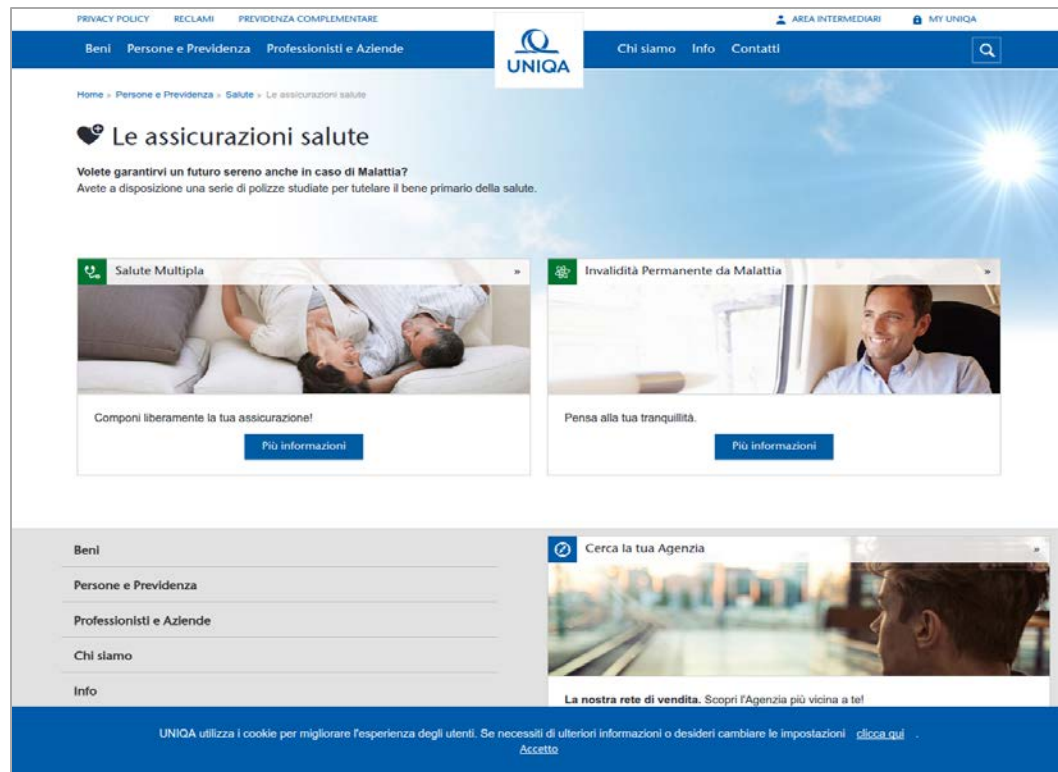 PRIVACY POLICY RECLAMI PREVIDENZA COMPLEMENTARE AREA INTERMEDIARI MY UNIQA
Beni Persone e Previdenza Professionisti e Aziende UNIQA Chi siamo Info Contatti
Home » Persone e Previdenza » Salute » Le assicurazioni salute
Le assicurazioni salute
Volete garantirvi un futuro sereno anche in caso di Malattia?
Avete a disposizione una serie di polizze studiate per tutelare il bene primario della salute.
Salute Multipla »
Componi liberamente la tua assicurazione!
Più informazioni
Invalidità Permanente da Malattia »
Pensa alla tua tranquillità.
Più informazioni
Beni
Persone e Previdenza
Professionisti e Aziende
Chi siamo
Info
Cerca la tua Agenzia »
La nostra rete di vendita. Scopri l'Agenzia più vicina a te!
UNIQA utilizza i cookie per migliorare l'esperienza degli utenti. Se necessiti di ulteriori informazioni o desideri cambiare le impostazioni clicca qui .
Accetto